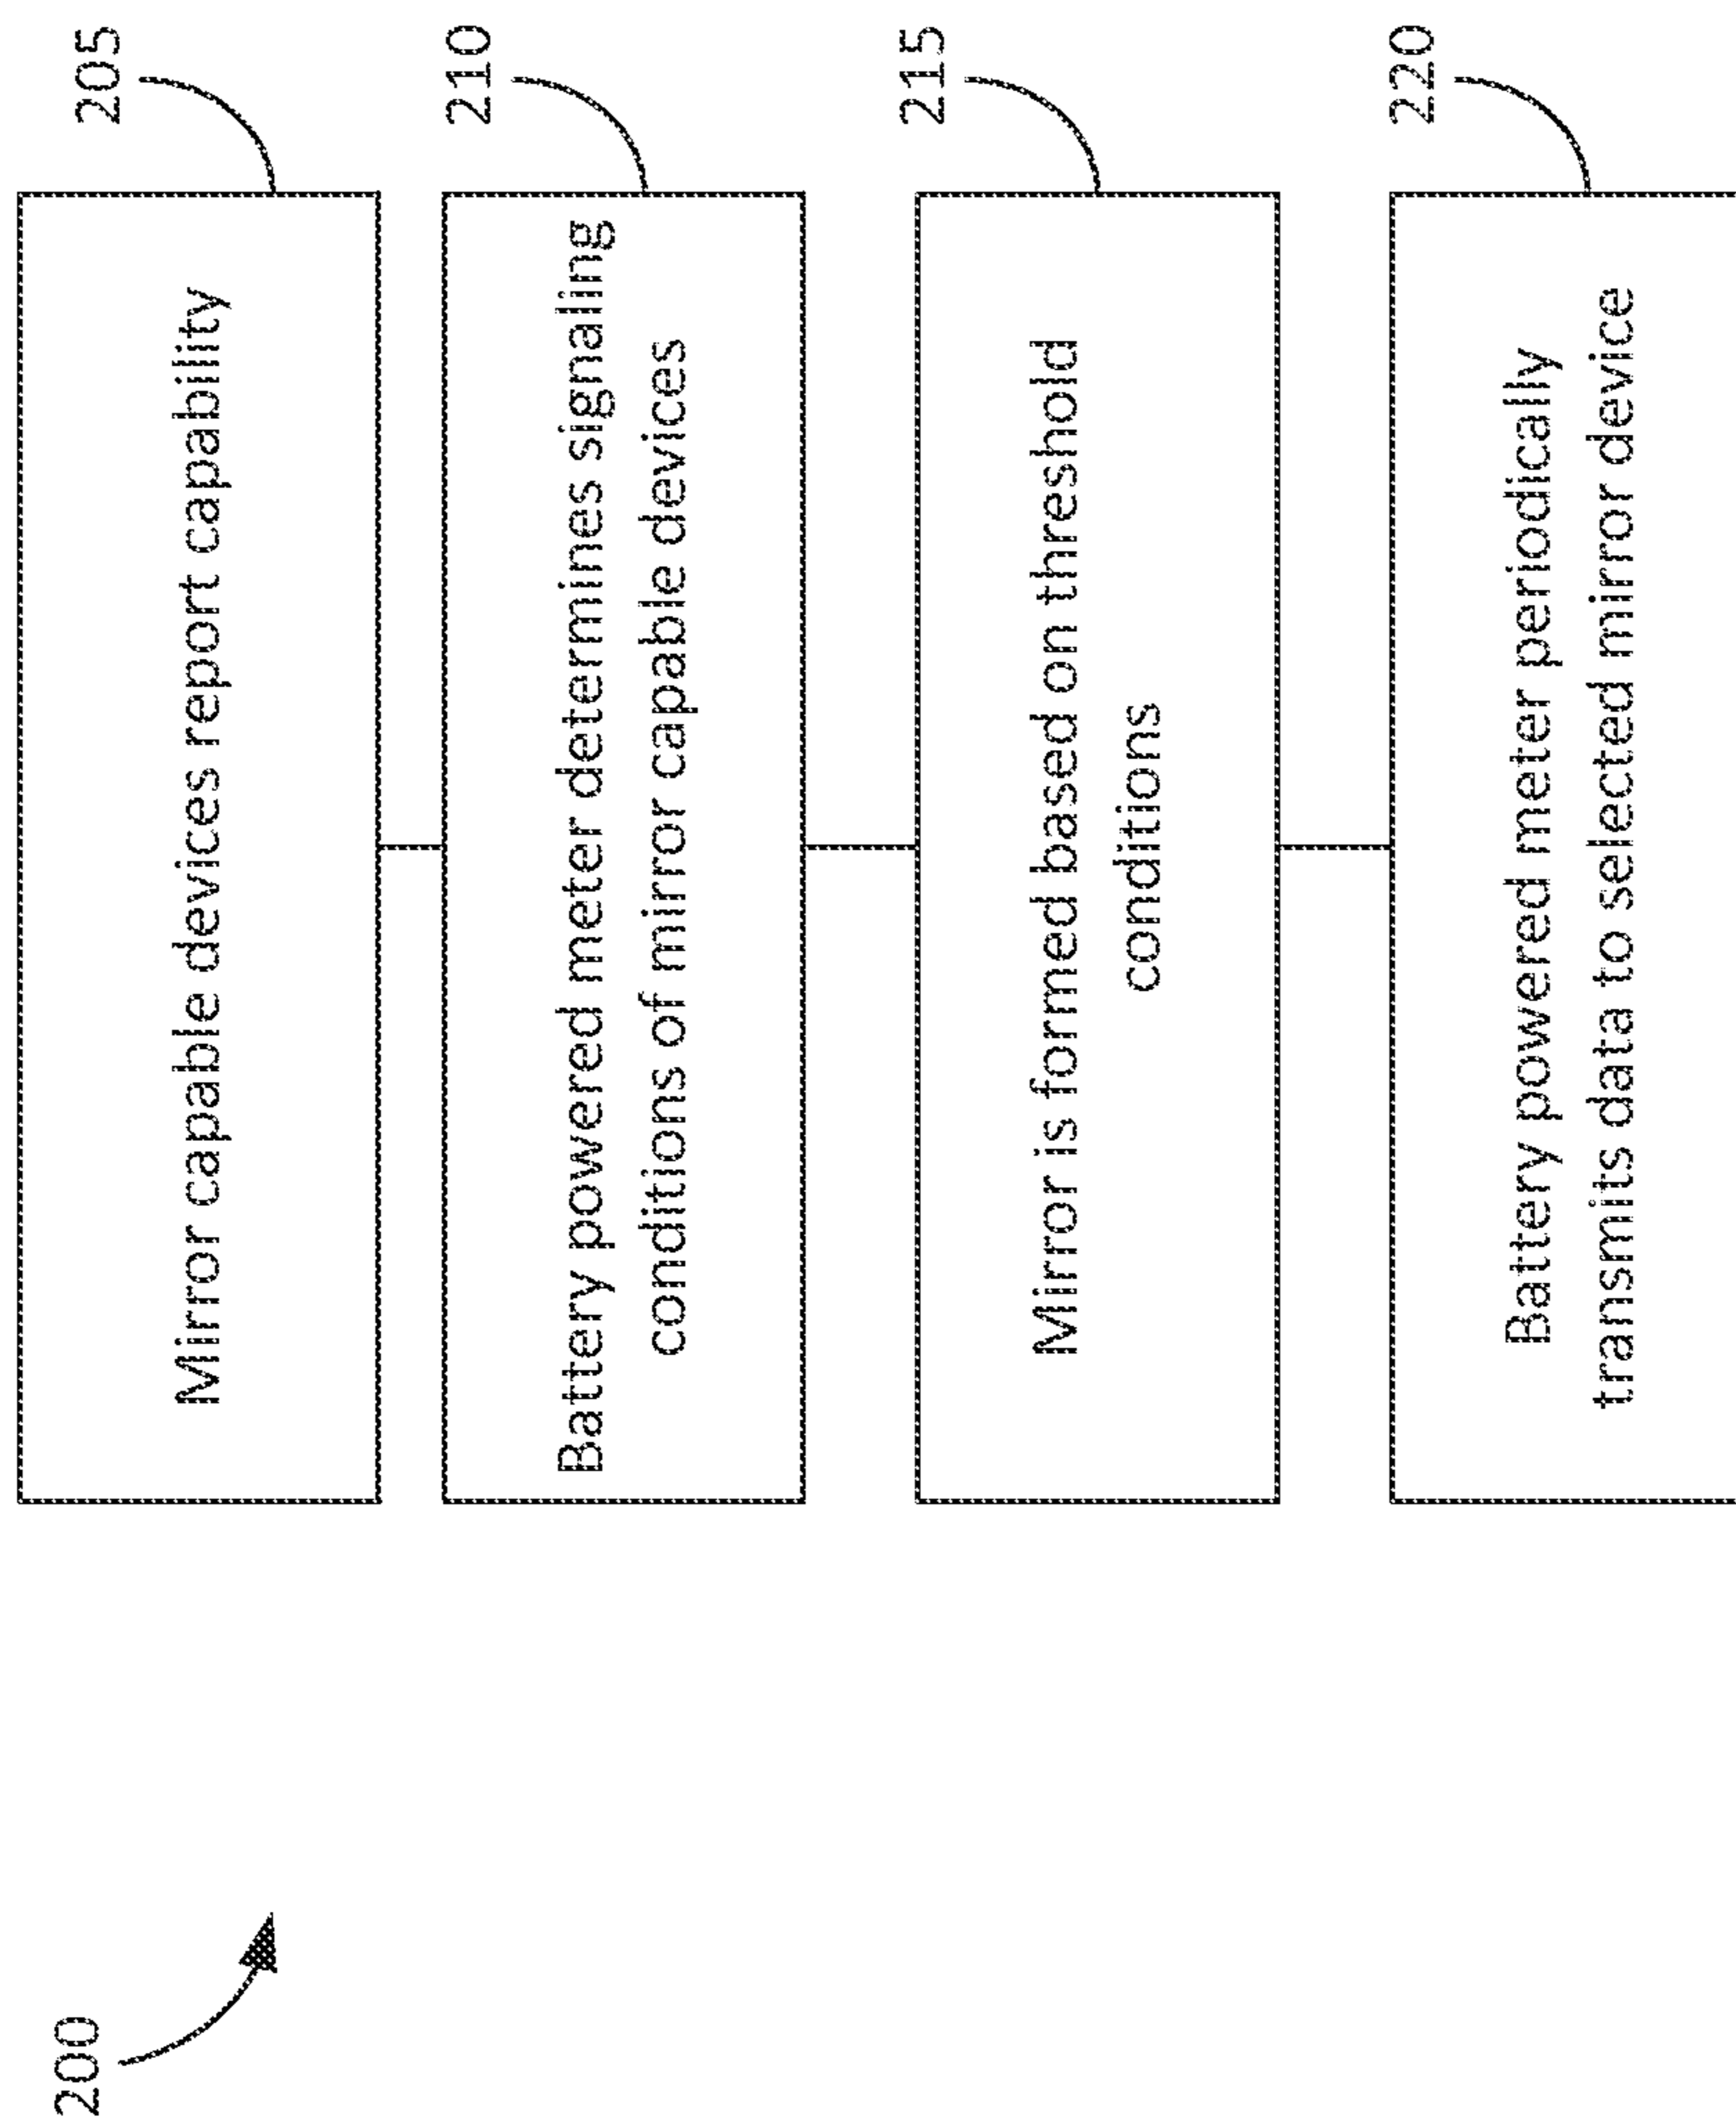 200
205
Mirror capable devices report capability
210
Battery powered meter determines signaling
conditions of mirror capable devices
215
Mirror is formed based on threshold
conditions
220
Battery powered meter periodically
transmits data to selected mirror device